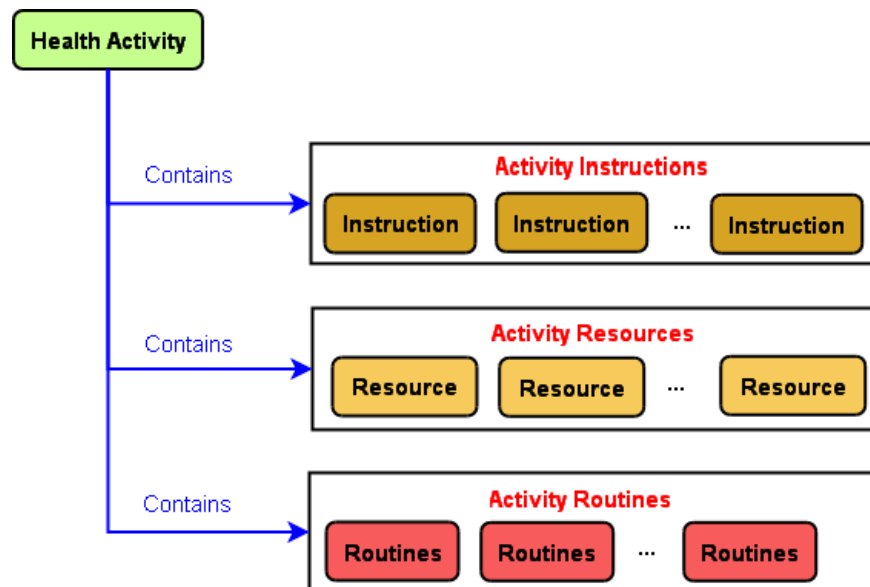 Health Activity
Contains
Activity Instructions
Instruction Instruction ... Instruction
Contains
Activity Resources
Resource Resource ... Resource
Contains
Activity Routines
Routines Routines ... Routines